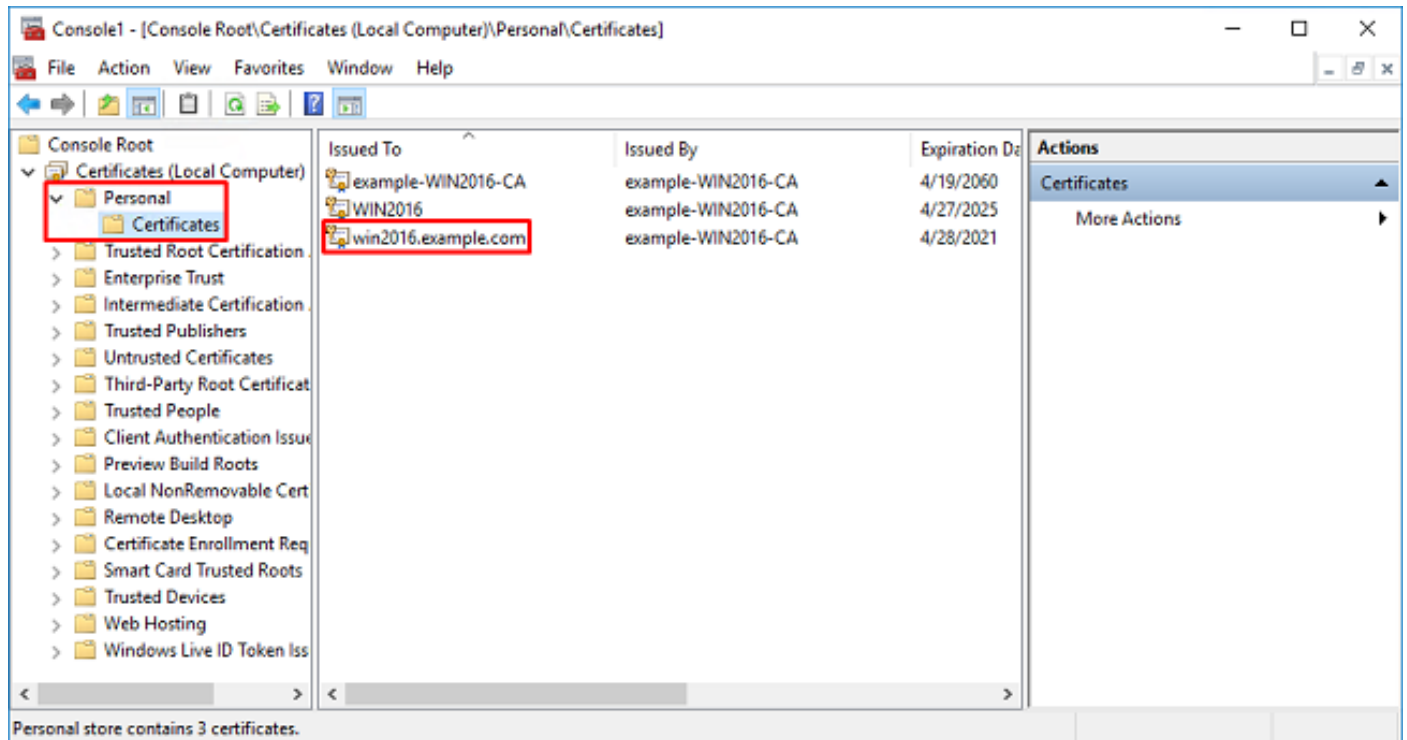 Console1 - [Console Root\Certificates (Local Computer)\Personal\Certificates]
File Action View Favorites Window Help
Console Root
Certificates (Local Computer)
Personal
Certificates
Trusted Root Certification
Enterprise Trust
Intermediate Certification
Trusted Publishers
Untrusted Certificates
Third-Party Root Certificat
Trusted People
Client Authentication Issue
Preview Build Roots
Local NonRemovable Cert
Remote Desktop
Certificate Enrollment Req
Smart Card Trusted Roots
Trusted Devices
Web Hosting
Windows Live ID Token Iss
Issued To Issued By Expiration Da
example-WIN2016-CA example-WIN2016-CA 4/19/2060
WIN2016 example-WIN2016-CA 4/27/2025
win2016.example.com example-WIN2016-CA 4/28/2021
Actions
Certificates
More Actions
Personal store contains 3 certificates.